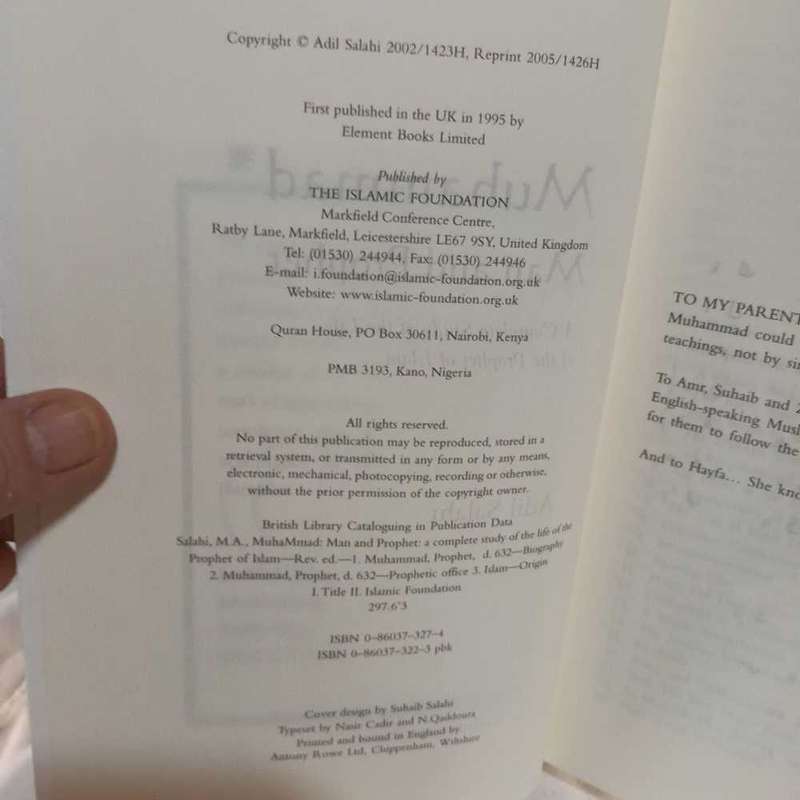 Copyright © Adil Salahi 2002/1423H, Reprint 2005/1426H
First published in the UK in 1995 by
Element Books Limited
Published by
THE ISLAMIC FOUNDATION
Markfield Conference Centre,
Ratby Lane, Markfield, Leicestershire LE67 9SY, United Kingdom
Tel: (01530) 244944, Fax: (01530) 244946
E-mail: i.foundation@islamic-foundation.org.uk
Website: www.islamic-foundation.org.uk
Quran House, PO Box 30611, Nairobi, Kenya
PMB 3193, Kano, Nigeria
All rights reserved.
No part of this publication may be reproduced, stored in a
retrieval system, or transmitted in any form or by any means,
electronic, mechanical, photocopying, recording or otherwise,
without the prior permission of the copyright owner.
British Library Cataloguing in Publication Data
Salahi, M.A., MuhaMmad: Man and Prophet: a complete study of the life of the
Prophet of Islam—Rev. ed.—1. Muhammad, Prophet, d. 632—Biography
2. Muhammad, Prophet, d. 632—Prophetic office 3. Islam—Origin
I. Title II. Islamic Foundation
297.6'3
ISBN 0-86037-327-4
ISBN 0-86037-322-3 pbk
Cover design by Suhaib Salahi
Typeset by Nasir Cadir and N.Qaddoura
Printed and bound in England by
Antony Rowe Ltd, Chippenham, Wiltshire
TO MY PARENT
Muhammad could
teachings, not by si
To Amr, Suhaib and
English-speaking Musl
for them to follow the
And to Hayfa... She kno